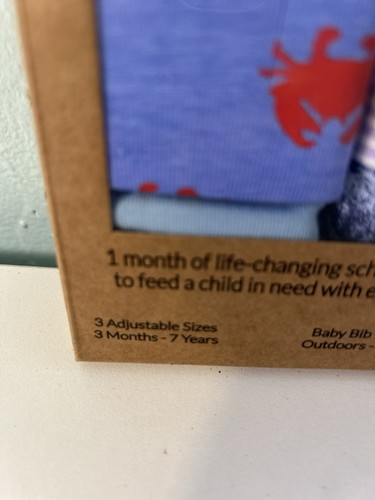 1 month of life-changing sch
to feed a child in need with e
3 Adjustable Sizes
3 Months - 7 Years
Baby Bib
Outdoors -